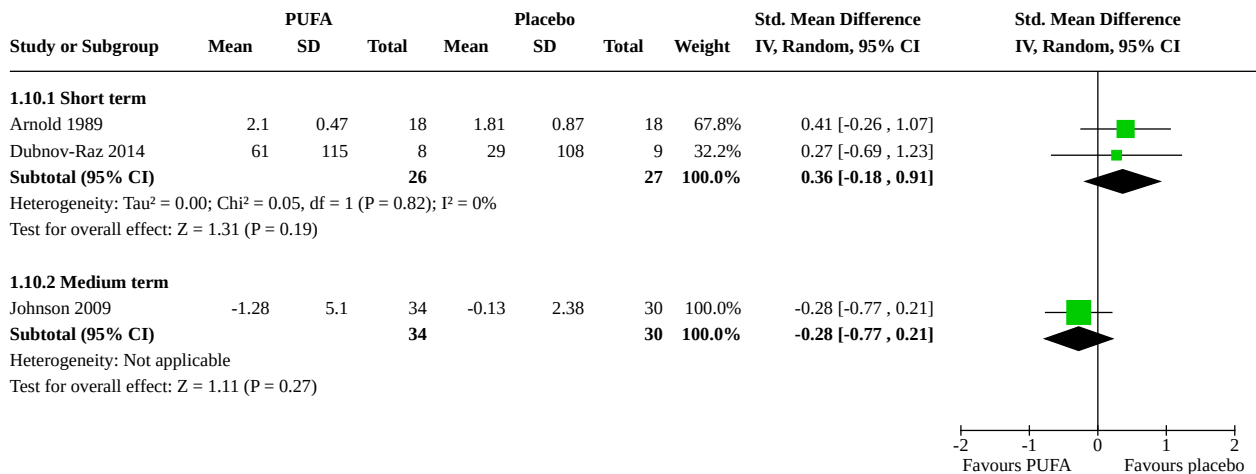 PUFA Placebo Std. Mean Difference Std. Mean Difference
Study or Subgroup Mean SD Total Mean SD Total Weight IV, Random, 95% CI IV, Random, 95% CI
1.10.1 Short term
Arnold 1989 2.1 0.47 18 1.81 0.87 18 67.8% 0.41 [-0.26 , 1.07]
Dubnov-Raz 2014 61 115 8 29 108 9 32.2% 0.27 [-0.69 , 1.23]
Subtotal (95% CI) 26 27 100.0% 0.36 [-0.18 , 0.91]
Heterogeneity: Tau² = 0.00; Chi² = 0.05, df = 1 (P = 0.82); I² = 0%
Test for overall effect: Z = 1.31 (P = 0.19)
1.10.2 Medium term
Johnson 2009 -1.28 5.1 34 -0.13 2.38 30 100.0% -0.28 [-0.77 , 0.21]
Subtotal (95% CI) 34 30 100.0% -0.28 [-0.77 , 0.21]
Heterogeneity: Not applicable
Test for overall effect: Z = 1.11 (P = 0.27)
-2 -1 0 1 2
Favours PUFA Favours placebo